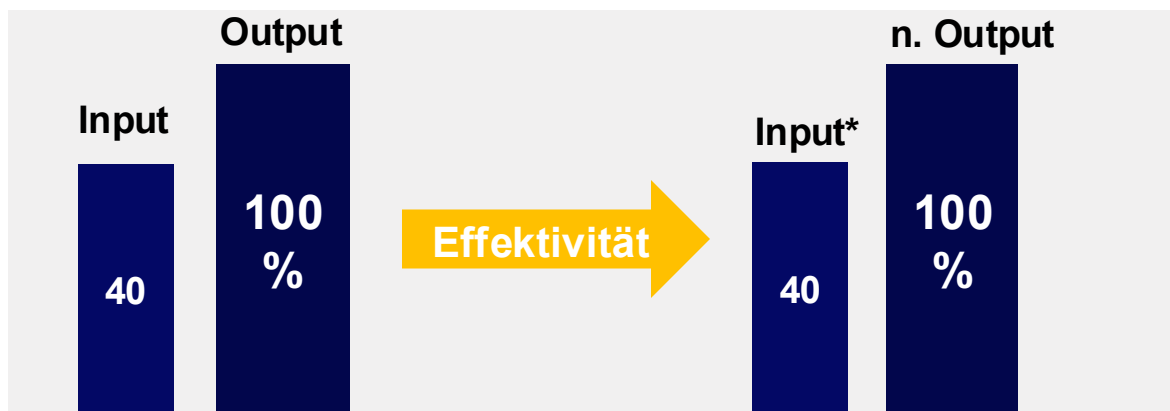 Output
Input
100
%
40
Effektivität
n. Output
Input*
100
%
40